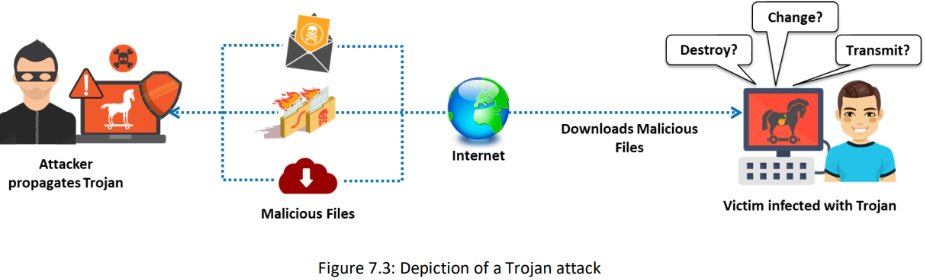 Change?
Destroy?
Transmit?
Attacker
propagates Trojan
Malicious Files
Internet
Downloads Malicious
Files
Victim infected with Trojan
Figure 7.3: Depiction of a Trojan attack